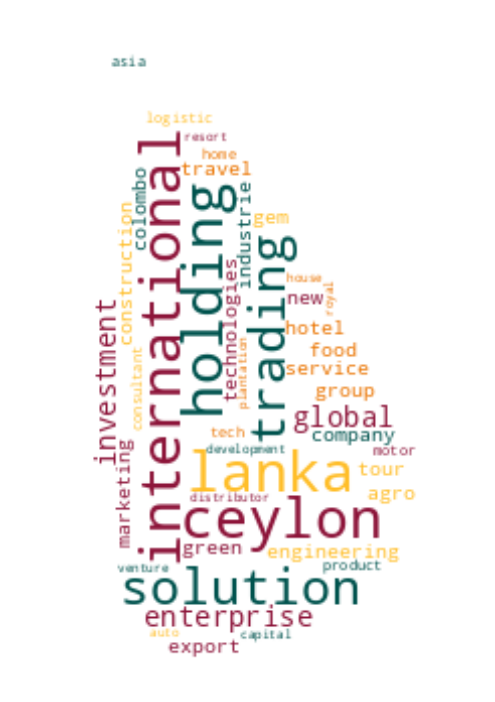 asia
logistic
resort
home
travel
international
holding
colombo
industrie
construction
gem
trading
technologies
house
royal
new
investment
hotel
plantation
food
consultant
service
group
global
tech
company
marketing
development
motor
lanka
tour
agro
distributor
ceylon
green
engineering
venture
product
solution
enterprise
auto
capital
export